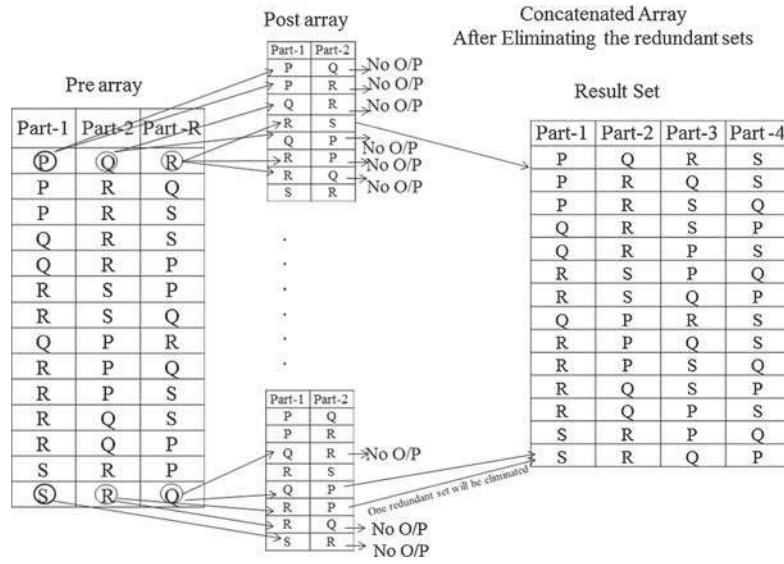 Post array
Concatenated Array
After Eliminating the redundant sets
Pre array
Result Set
Part-1 Part-2 Part-R
P Q R
P R Q
P R S
Q R S
Q R P
R S P
R S Q
Q P R
R P Q
R P S
R Q S
R Q P
S R P
S R Q
Part-1 Part-2
P Q No O/P
P R No O/P
Q R No O/P
R S
Q P No O/P
R P No O/P
R Q No O/P
S R
Part-1 Part-2
P Q
P R
Q R No O/P
R S
Q P
R P
R Q No O/P
S R No O/P
One redundant set will be eliminated
Part-1 Part-2 Part-3 Part-4
P Q R S
P R Q S
P R S Q
Q R S P
Q R P S
R S P Q
R S Q P
Q P R S
R P Q S
R P S Q
R Q S P
R Q P S
S R P Q
S R Q P